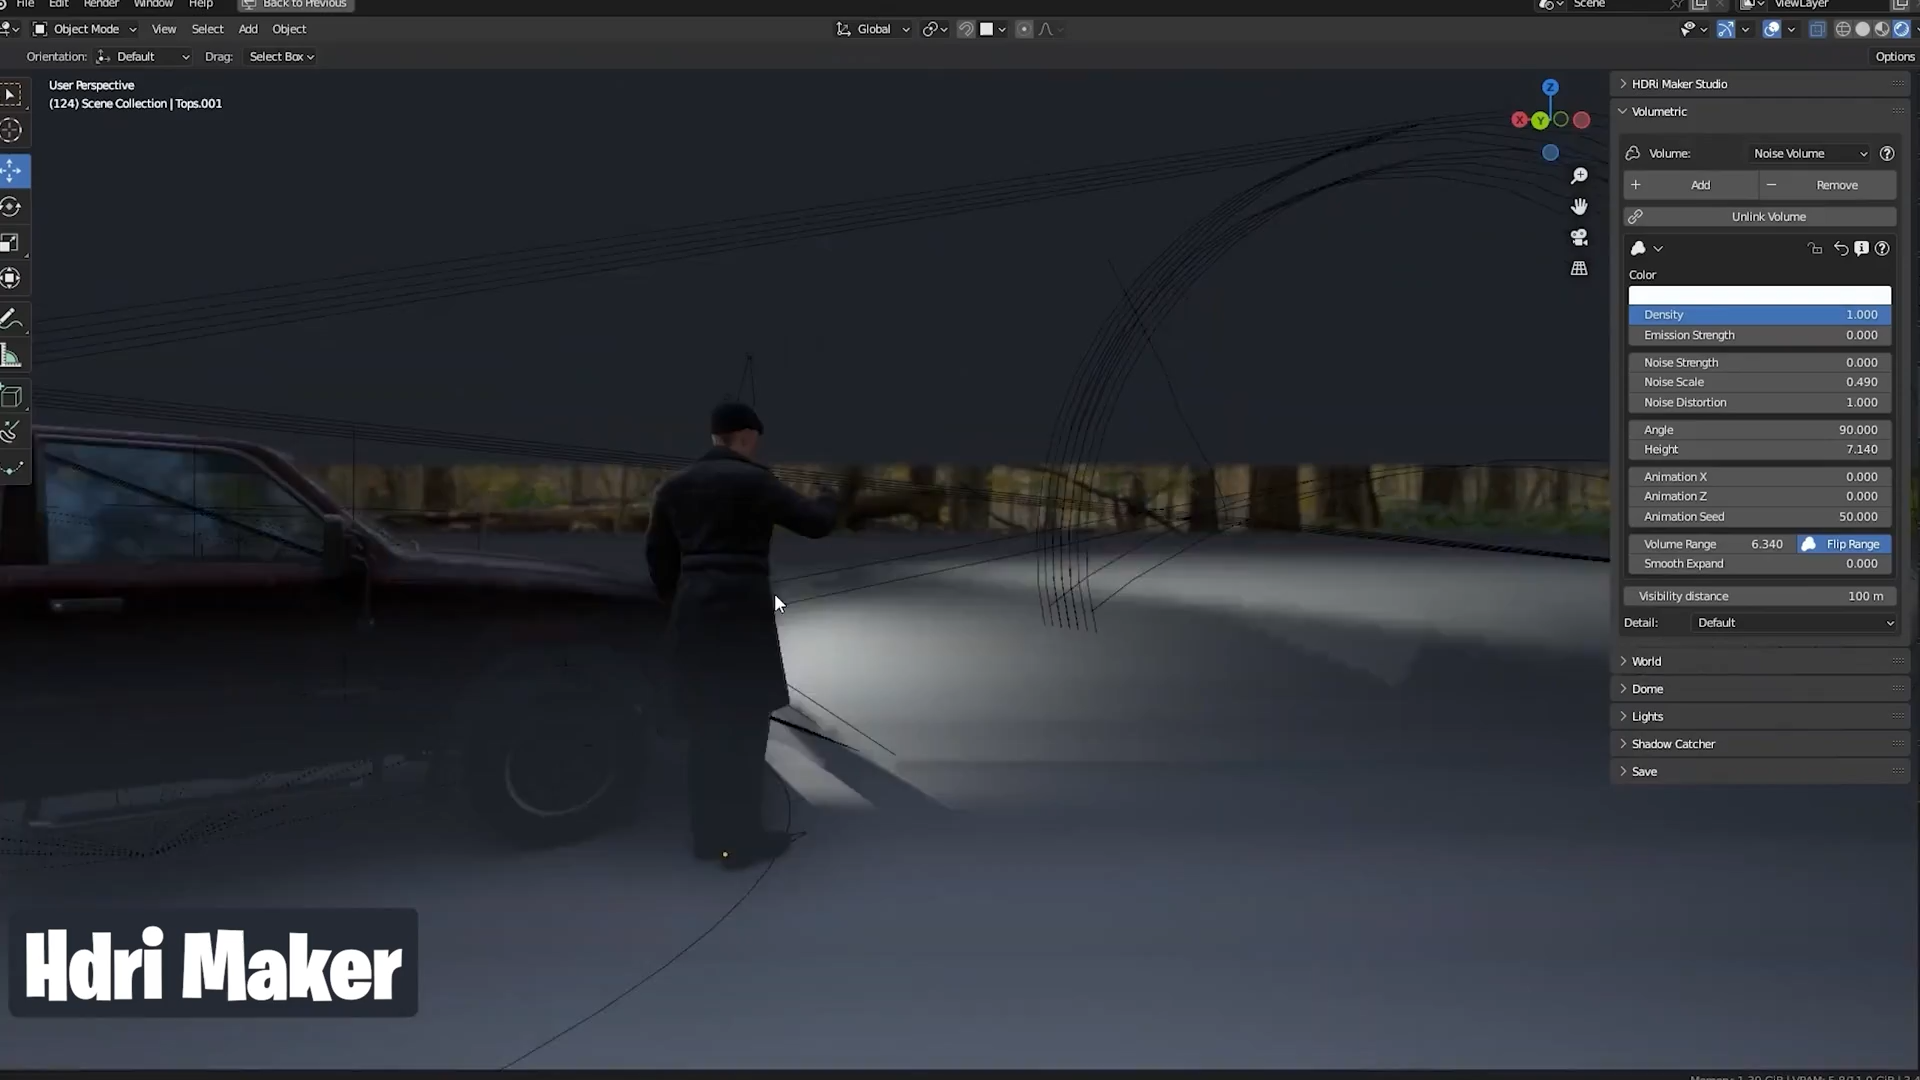 File Edit Render Window Help Back to Previous Scene ViewLayer
Object Mode View Select Add Object Global
Orientation: Default Drag: Select Box Options
User Perspective
(124) Scene Collection | Tops.001
Z
X Y
HDRi Maker Studio
Volumetric
Volume: Noise Volume
Add Remove
Unlink Volume
Color
Density 1.000
Emission Strength 0.000
Noise Strength 0.000
Noise Scale 0.490
Noise Distortion 1.000
Angle 90.000
Height 7.140
Animation X 0.000
Animation Z 0.000
Animation Seed 50.000
Volume Range 6.340 Flip Range
Smooth Expand 0.000
Visibility distance 100 m
Detail: Default
World
Dome
Lights
Shadow Catcher
Save
Hdri Maker